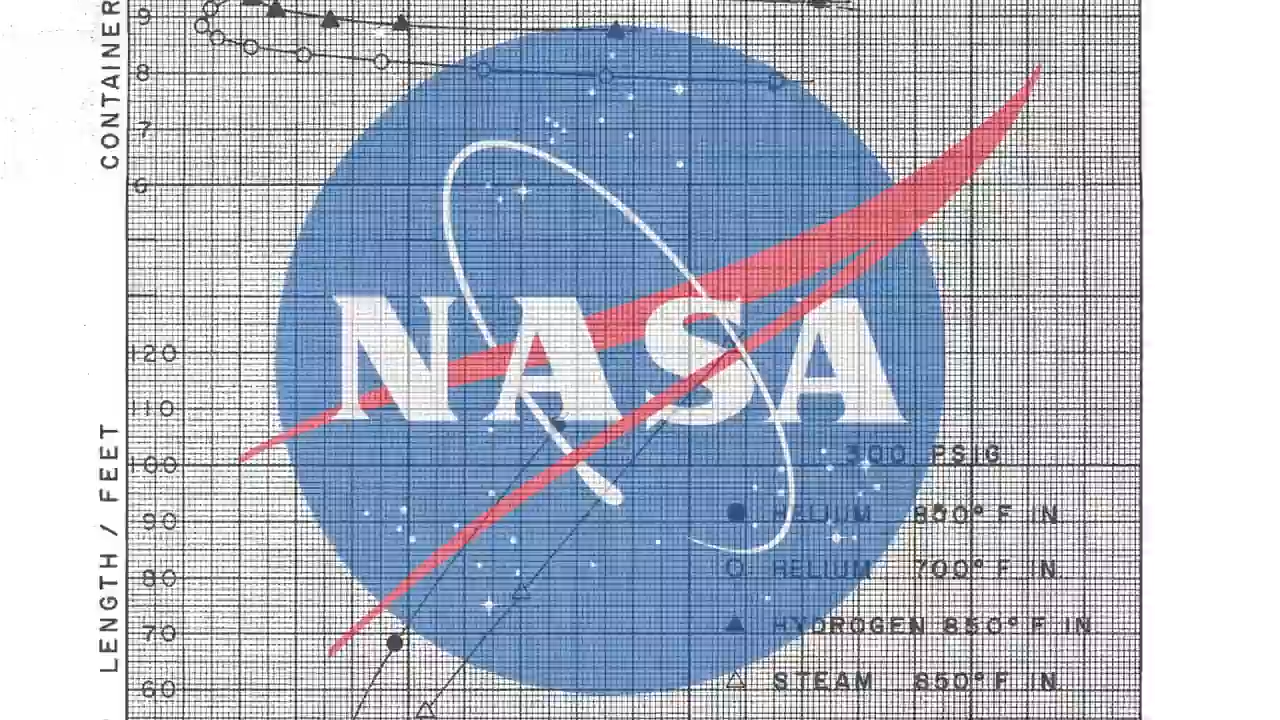 CONTAINER
9
8
7
6
NASA
120
110
100
90
80
70
60
LENGTH / FEET
300 PSIG
HELIUM 800° F IN
HELIUM 700° F IN
HYDROGEN 850° F IN
STEAM 850° F IN